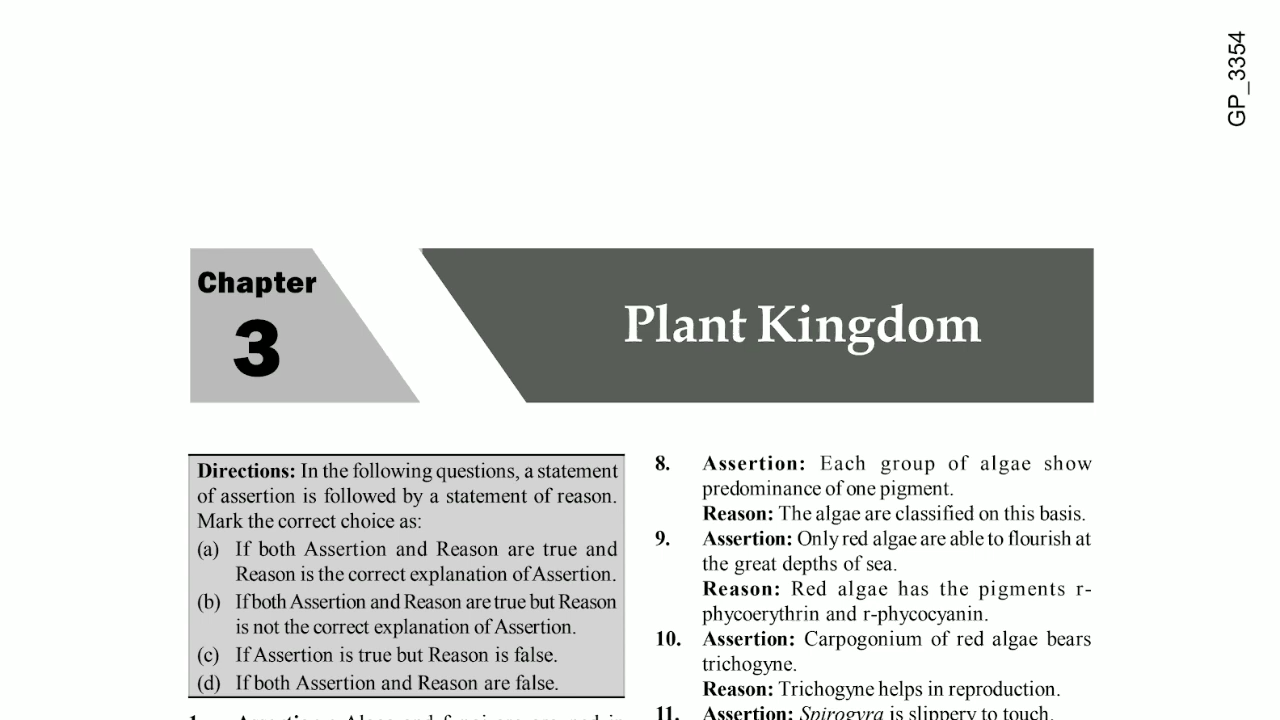 GP_3354
Chapter
3
Plant Kingdom
Directions: In the following questions, a statement
of assertion is followed by a statement of reason.
Mark the correct choice as:
(a) If both Assertion and Reason are true and
Reason is the correct explanation of Assertion.
(b) If both Assertion and Reason are true but Reason
is not the correct explanation of Assertion.
(c) If Assertion is true but Reason is false.
(d) If both Assertion and Reason are false.
8. Assertion: Each group of algae show
predominance of one pigment.
Reason: The algae are classified on this basis.
9. Assertion: Only red algae are able to flourish at
the great depths of sea.
Reason: Red algae has the pigments r-
phycoerythrin and r-phycocyanin.
10. Assertion: Carpogonium of red algae bears
trichogyne.
Reason: Trichogyne helps in reproduction.
11. Assertion: Spirogyra is slippery to touch.